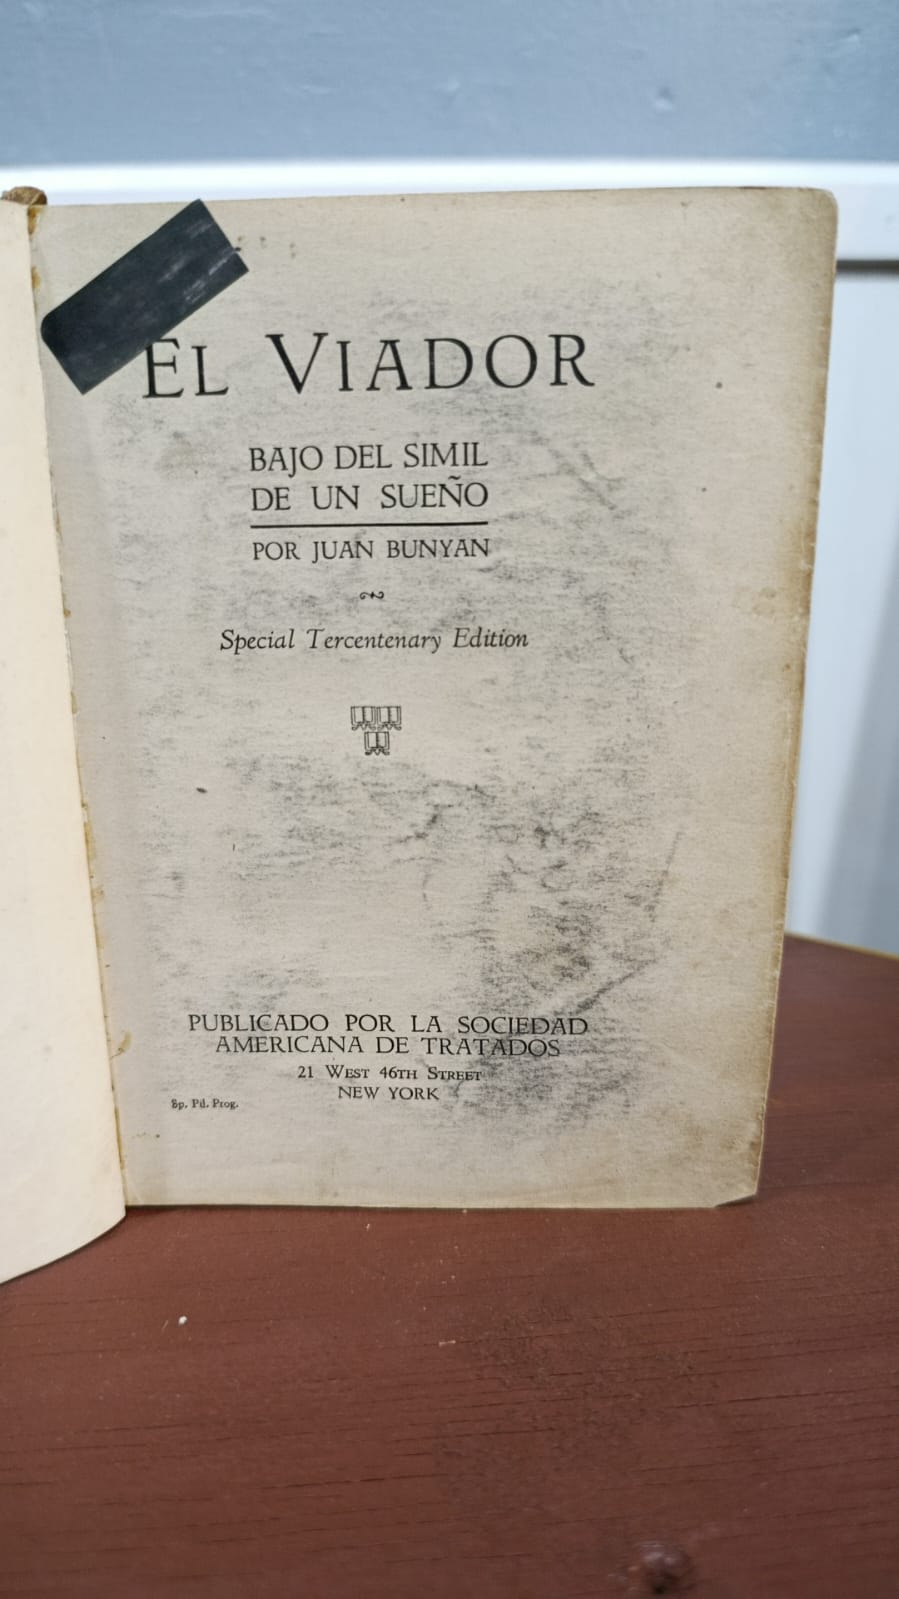 EL VIADOR
BAJO DEL SIMIL
DE UN SUEÑO
POR JUAN BUNYAN
Special Tercentenary Edition
PUBLICADO POR LA SOCIEDAD
AMERICANA DE TRATADOS
21 WEST 46TH STREET
NEW YORK
Sp. Pil. Prog.